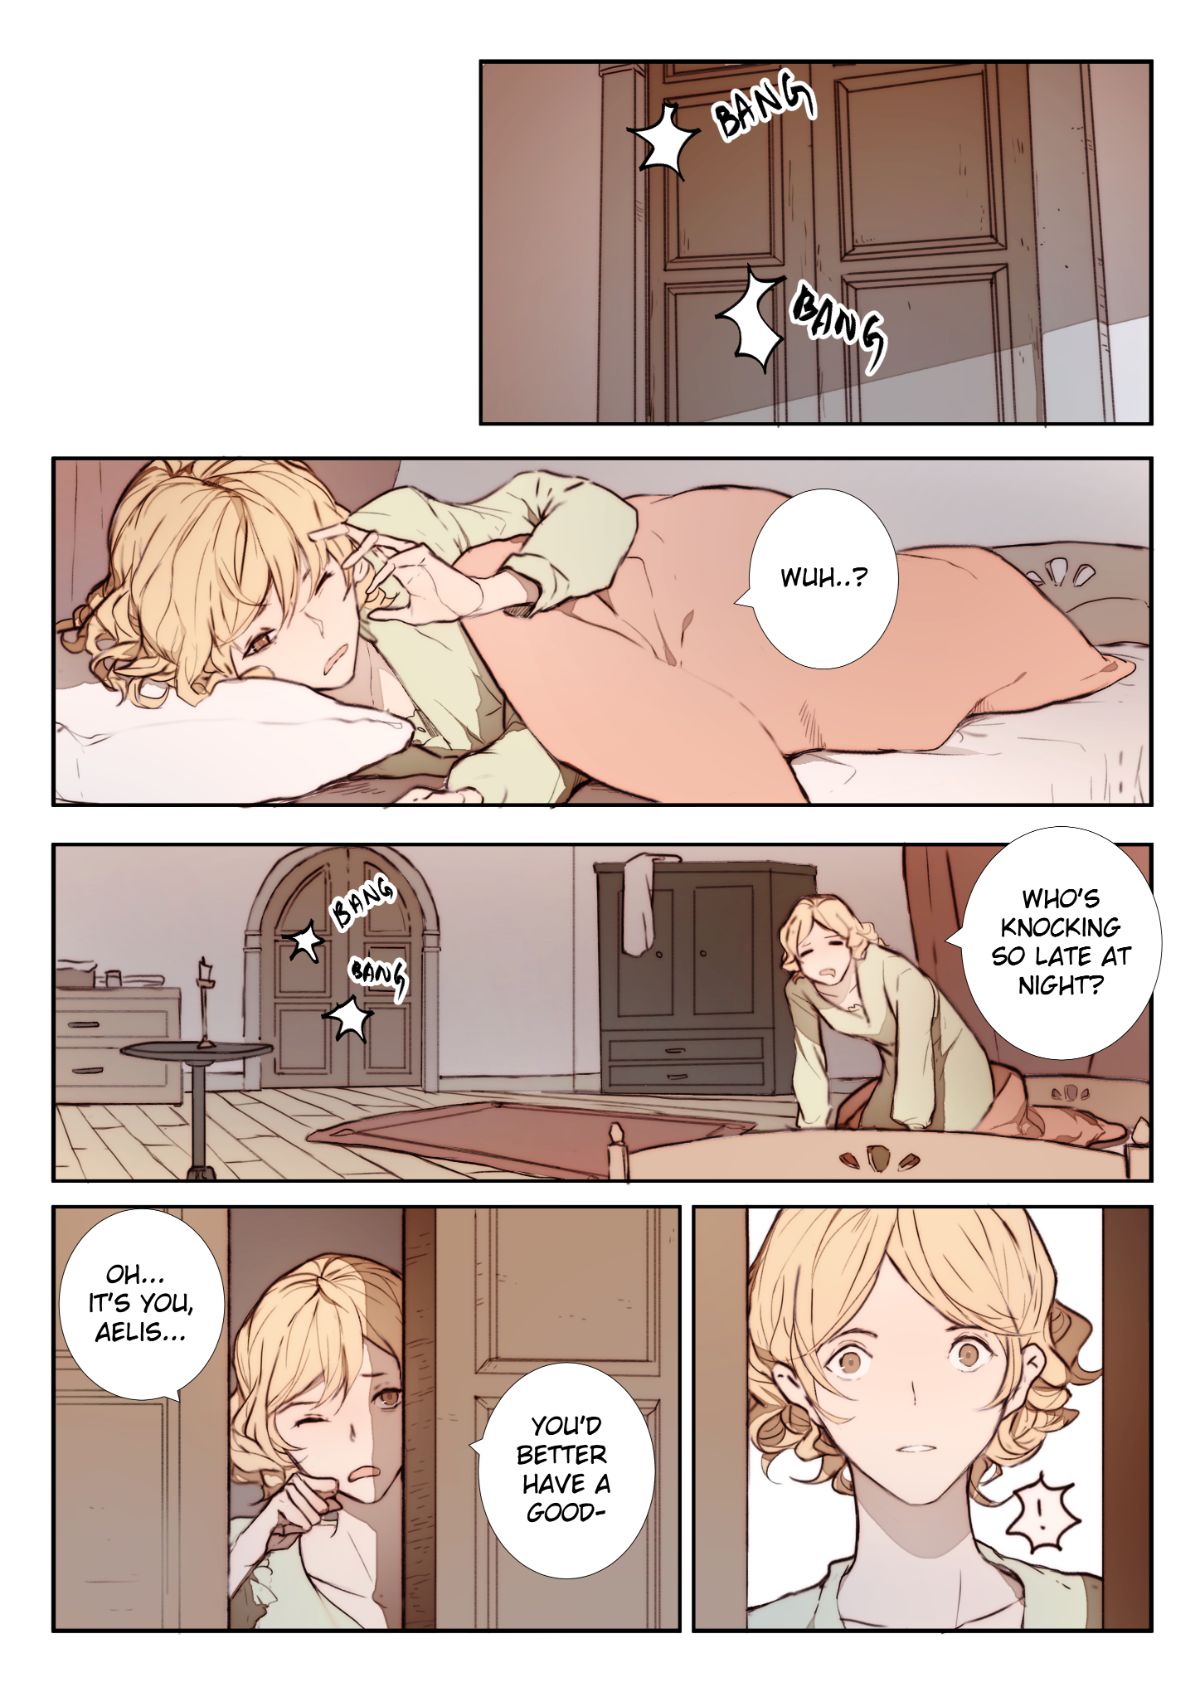 BANG
BANG
WUH..?
BANG
BANG
WHO'S
KNOCKING
SO LATE AT
NIGHT?
OH...
IT'S YOU,
AELIS...
YOU'D
BETTER
HAVE A
GOOD-
!